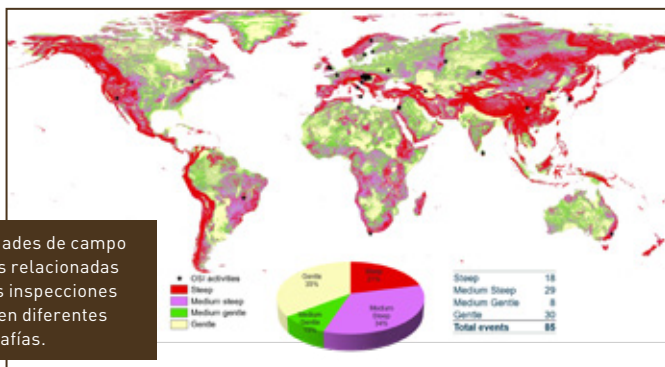 dades de campo
s relacionadas
s inspecciones
en diferentes
afías.
OSI activities
Steep
Medium steep
Medium gentle
Gentle
Gentle
Steep
Medium
Steep
34%
Medium
Gentle
Steep 18
Medium Steep 29
Medium Gentle 8
Gentle 30
Total events 85